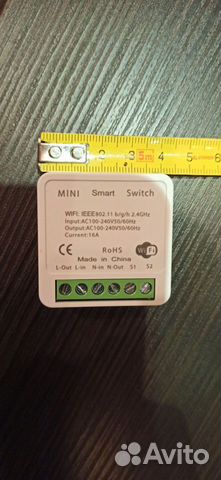 1 2 3 4 5 6
5m
MINI Smart Switch
WIFI: IEEE802.11 b/g/h 2.4GHz
Input:AC100-240V50/60Hz
Output:AC100-240V50/60Hz
Current:16A
CE RoHS WiFi
Made in China
L-Out L-in N-in N-Out S1 S2
Avito